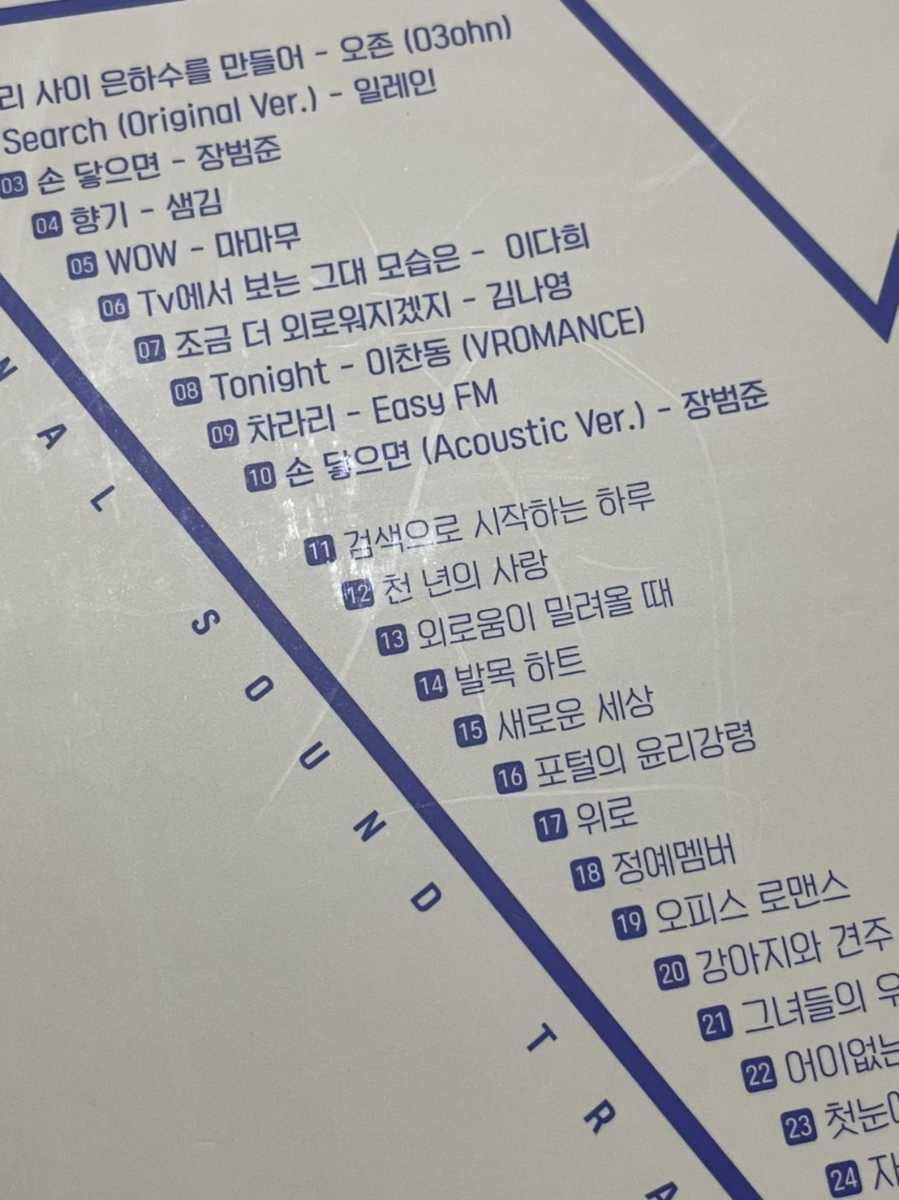 리 사이 은하수를 만들어 - 오존 (O3ohn)
Search (Original Ver.) - 일레인
03 손 닿으면 - 장범준
04 향기 - 샘김
05 WOW - 마마무
06 Tv에서 보는 그대 모습은 - 이다희
07 조금 더 외로워지겠지 - 김나영
08 Tonight - 이찬동 (VROMANCE)
09 차라리 - Easy FM
10 손 닿으면 (Acoustic Ver.) - 장범준
11 검색으로 시작하는 하루
12 천 년의 사랑
13 외로움이 밀려올 때
14 발목 하트
15 새로운 세상
16 포털의 윤리강령
17 위로
18 정예멤버
19 오피스 로맨스
20 강아지와 견주
21 그녀들의
22 어이없는
23 첫눈에
24 자
NAL SOUND TRA